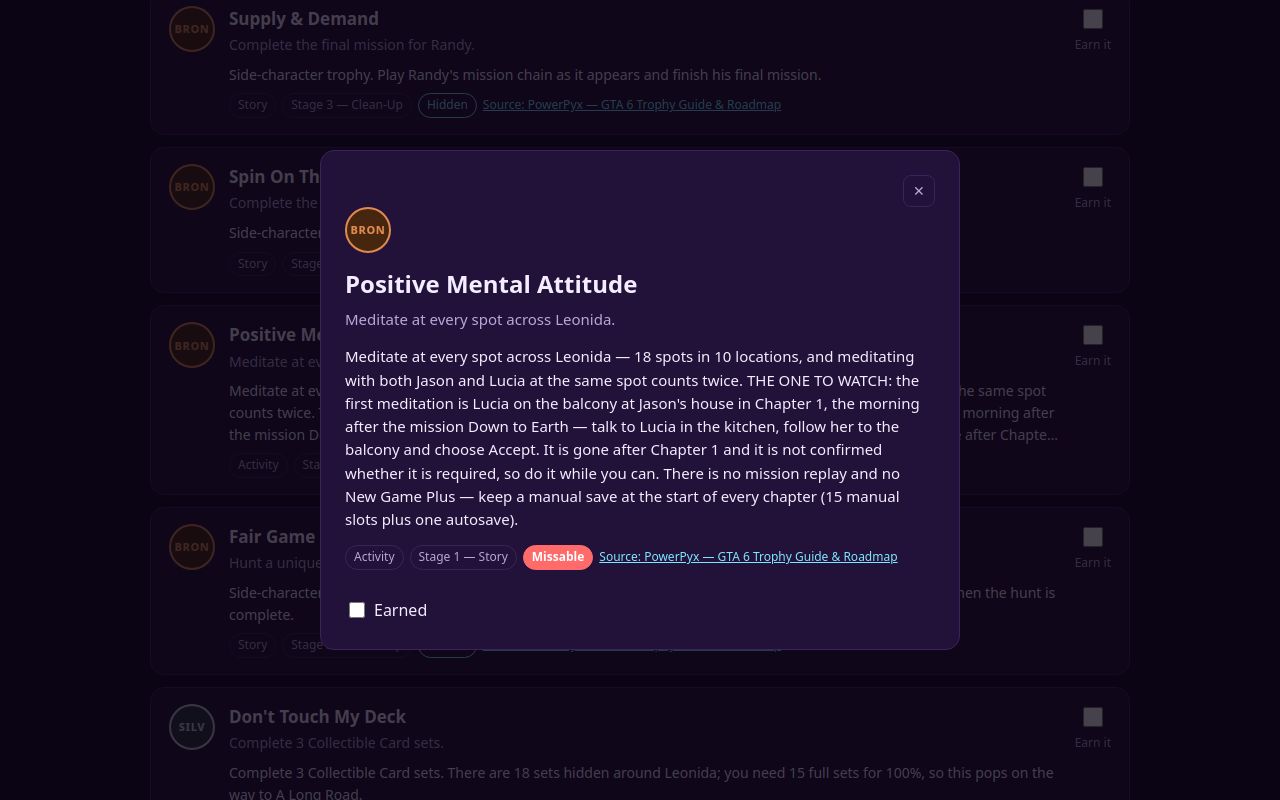 BRON
Supply & Demand
Complete the final mission for Randy.
Earn it
Side-character trophy. Play Randy's mission chain as it appears and finish his final mission.
Story
Stage 3 — Clean-Up
Hidden
Source: PowerPyx — GTA 6 Trophy Guide & Roadmap
BRON
Spin On Th
Complete the
Earn it
Side-character
Story
Stage
×
BRON
Positive Mental Attitude
Meditate at every spot across Leonida.
Meditate at every spot across Leonida — 18 spots in 10 locations, and meditating
with both Jason and Lucia at the same spot counts twice. THE ONE TO WATCH: the
first meditation is Lucia on the balcony at Jason's house in Chapter 1, the morning
after the mission Down to Earth — talk to Lucia in the kitchen, follow her to the
balcony and choose Accept. It is gone after Chapter 1 and it is not confirmed
whether it is required, so do it while you can. There is no mission replay and no
New Game Plus — keep a manual save at the start of every chapter (15 manual
slots plus one autosave).
Activity
Stage 1 — Story
Missable
Source: PowerPyx — GTA 6 Trophy Guide & Roadmap
Earned
BRON
Positive Me
Meditate at ev
Earn it
Meditate at ev
he same spot
counts twice.
morning after
the mission D
e after Chapte...
Activity
Sta
BRON
Fair Game
Hunt a unique
Earn it
Side-character
hen the hunt is
complete.
Story
Stage
SILV
Don't Touch My Deck
Complete 3 Collectible Card sets.
Earn it
Complete 3 Collectible Card sets. There are 18 sets hidden around Leonida; you need 15 full sets for 100%, so this pops on the
way to A Long Road.